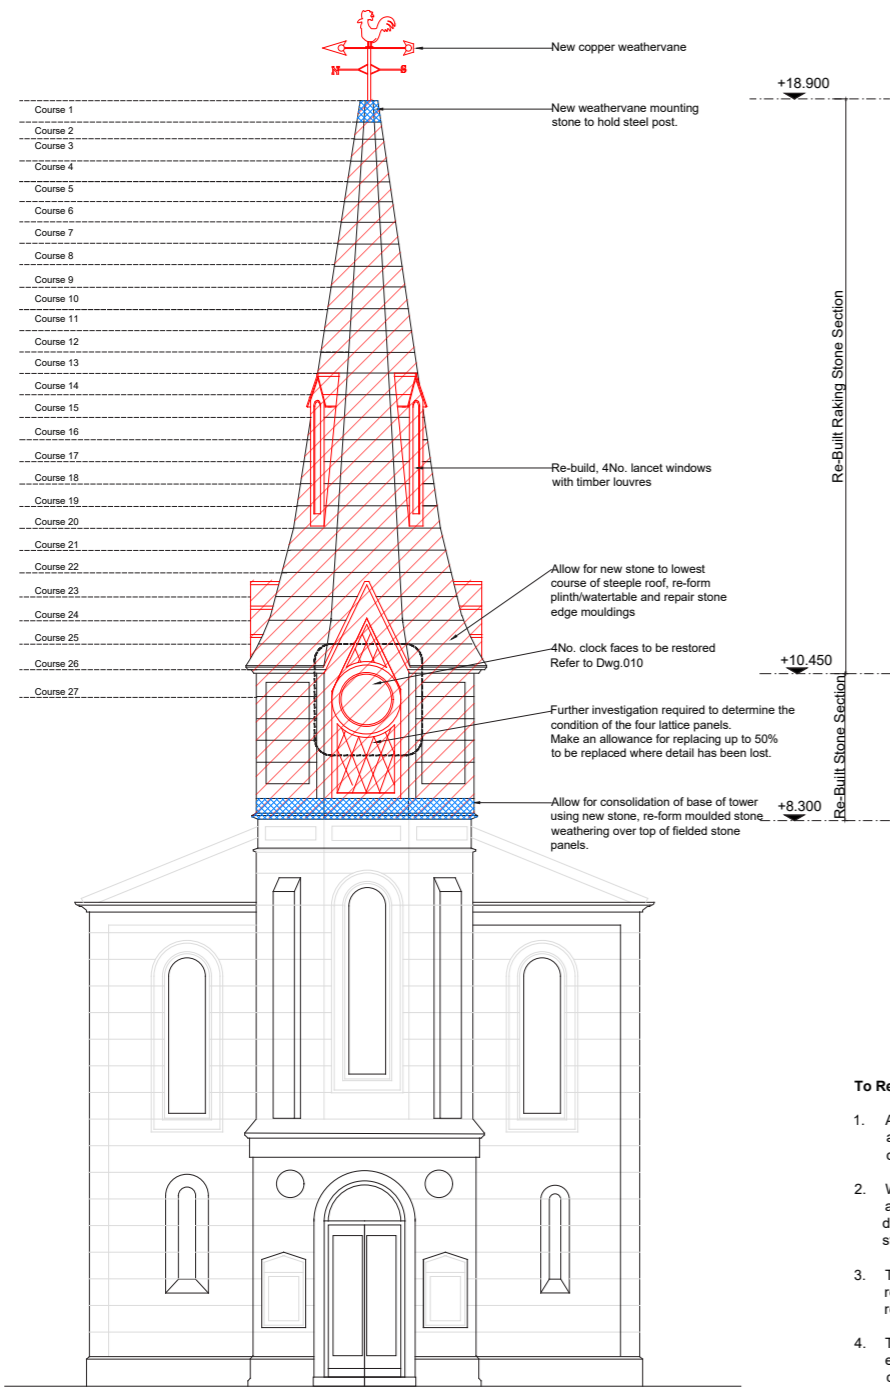 New copper weathervane
N
S
+18.900
New weathervane mounting
stone to hold steel post.
Course 1
Course 2
Course 3
Course 4
Course 5
Course 6
Course 7
Course 8
Course 9
Course 10
Course 11
Course 12
Course 13
Course 14
Course 15
Course 16
Course 17
Course 18
Course 19
Course 20
Course 21
Course 22
Course 23
Course 24
Course 25
Course 26
Course 27
Re-Built Raking Stone Section
Re-build, 4No. lancet windows
with timber louvres
Allow for new stone to lowest
course of steeple roof, re-form
plinth/watertable and repair stone
edge mouldings
4No. clock faces to be restored
Refer to Dwg.010
+10.450
Further investigation required to determine the
condition of the four lattice panels.
Make an allowance for replacing up to 50%
to be replaced where detail has been lost.
Re-Built Stone Section
Allow for consolidation of base of tower
using new stone, re-form moulded stone
weathering over top of fielded stone
panels.
+8.300
To Re
1.
2.
3.
4.